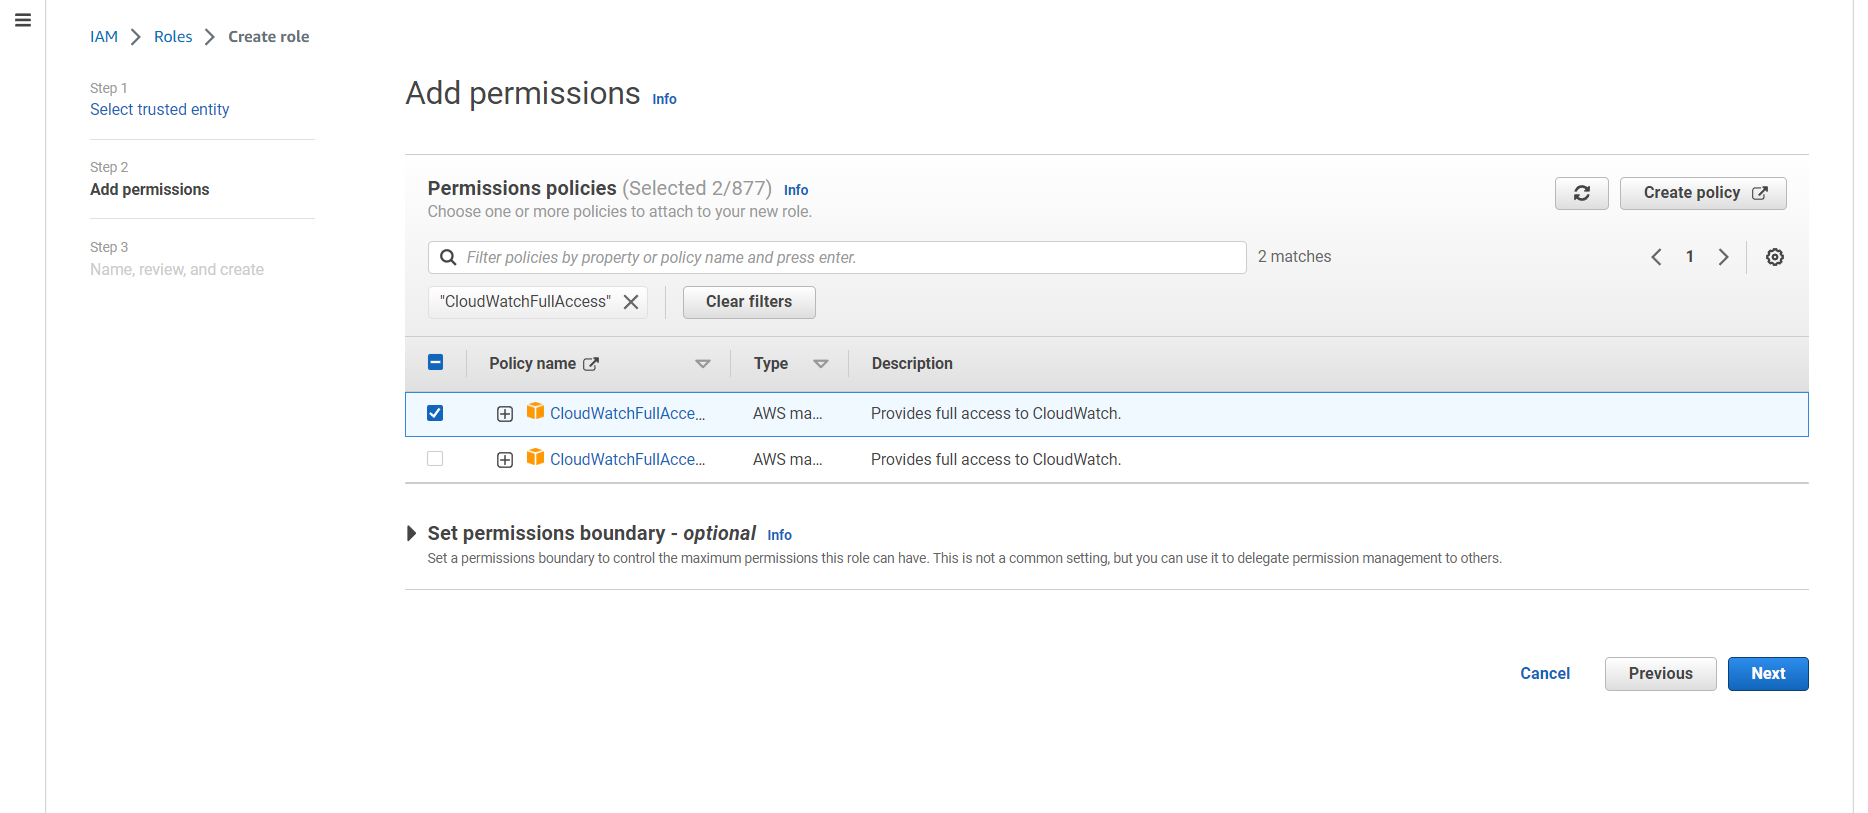 IAM > Roles > Create role
Step 1
Select trusted entity
Step 2
Add permissions
Step 3
Name, review, and create
Add permissions Info
Permissions policies (Selected 2/877) Info
Choose one or more policies to attach to your new role.
Create policy
Filter policies by property or policy name and press enter.
2 matches
1
"CloudWatchFullAccess"
Clear filters
Policy name Type Description
CloudWatchFullAcce... AWS ma... Provides full access to CloudWatch.
CloudWatchFullAcce... AWS ma... Provides full access to CloudWatch.
Set permissions boundary - optional Info
Set a permissions boundary to control the maximum permissions this role can have. This is not a common setting, but you can use it to delegate permission management to others.
Cancel Previous Next